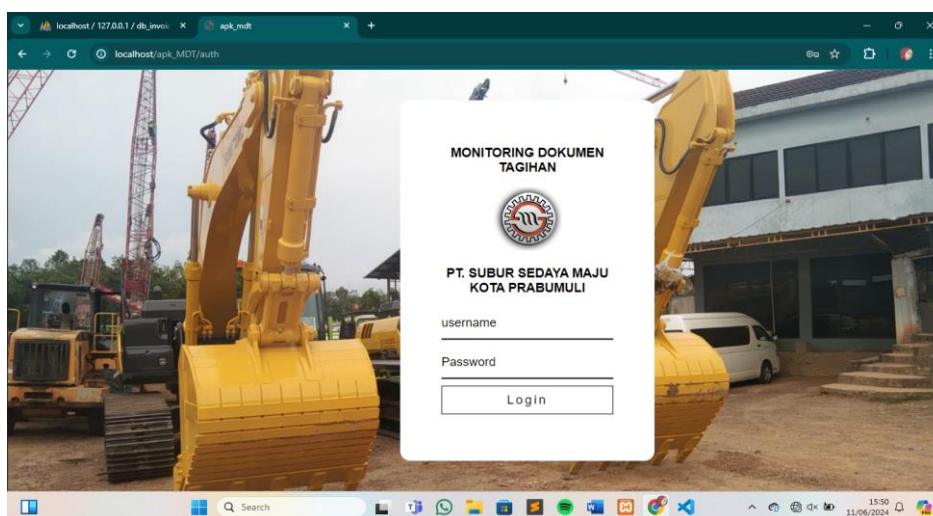 localhost / 127.0.0.1 / db_invoic
apk_mdt
localhost/apk_MDT/auth
MONITORING DOKUMEN
TAGIHAN
PT. SUBUR SEDAYA MAJU
KOTA PRABUMULI
username
Password
Login
Search
15:50
11/06/2024